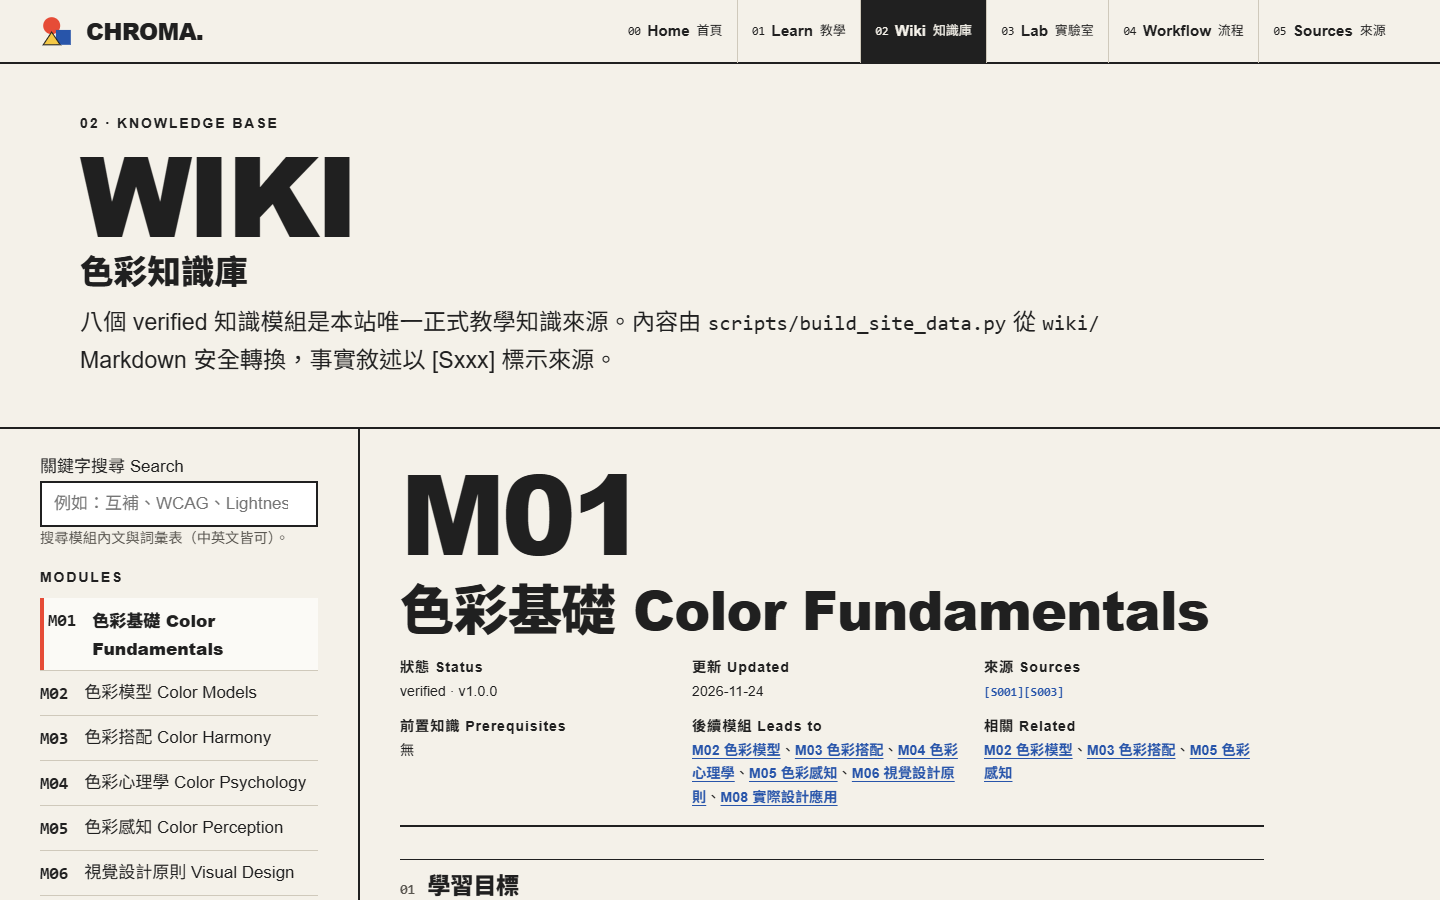 CHROMA.
00 Home 首頁
01 Learn 教學
02 Wiki 知識庫
03 Lab 實驗室
04 Workflow 流程
05 Sources 來源
02 · KNOWLEDGE BASE
WIKI
色彩知識庫
八個 verified 知識模組是本站唯一正式教學知識來源。內容由 scripts/build_site_data.py 從 wiki/
Markdown 安全轉換，事實敘述以 [Sxxx] 標示來源。
關鍵字搜尋 Search
例如：互補、WCAG、Lightnes
搜尋模組內文與詞彙表（中英文皆可）。
MODULES
M01 色彩基礎 Color
Fundamentals
M02 色彩模型 Color Models
M03 色彩搭配 Color Harmony
M04 色彩心理學 Color Psychology
M05 色彩感知 Color Perception
M06 視覺設計原則 Visual Design
M01
色彩基礎 Color Fundamentals
狀態 Status
verified · v1.0.0
更新 Updated
2026-11-24
來源 Sources
[S001][S003]
前置知識 Prerequisites
無
後續模組 Leads to
M02 色彩模型、M03 色彩搭配、M04 色彩
心理學、M05 色彩感知、M06 視覺設計原
則、M08 實際設計應用
相關 Related
M02 色彩模型、M03 色彩搭配、M05 色彩
感知
01 學習目標